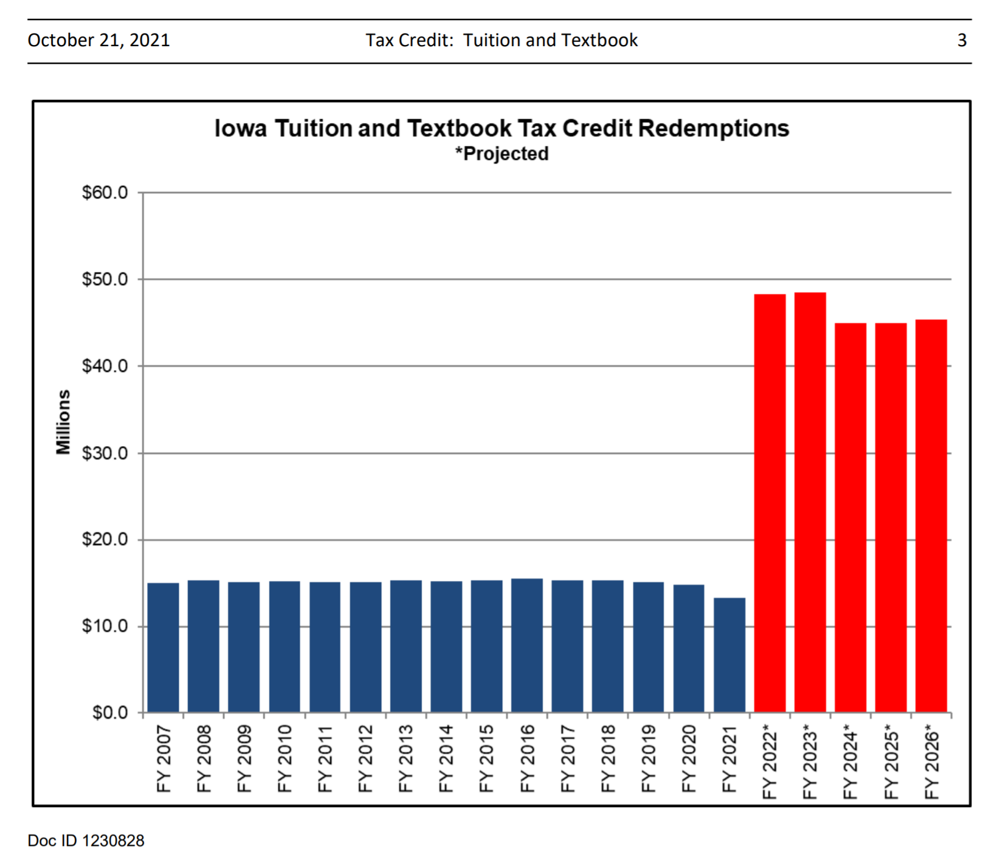 October 21, 2021 Tax Credit: Tuition and Textbook 3
Iowa Tuition and Textbook Tax Credit Redemptions
*Projected
$60.0
$50.0
$40.0
$30.0
$20.0
$10.0
$0.0
Millions
FY 2007
FY 2008
FY 2009
FY 2010
FY 2011
FY 2012
FY 2013
FY 2014
FY 2015
FY 2016
FY 2017
FY 2018
FY 2019
FY 2020
FY 2021
FY 2022*
FY 2023*
FY 2024*
FY 2025*
FY 2026*
Doc ID 1230828